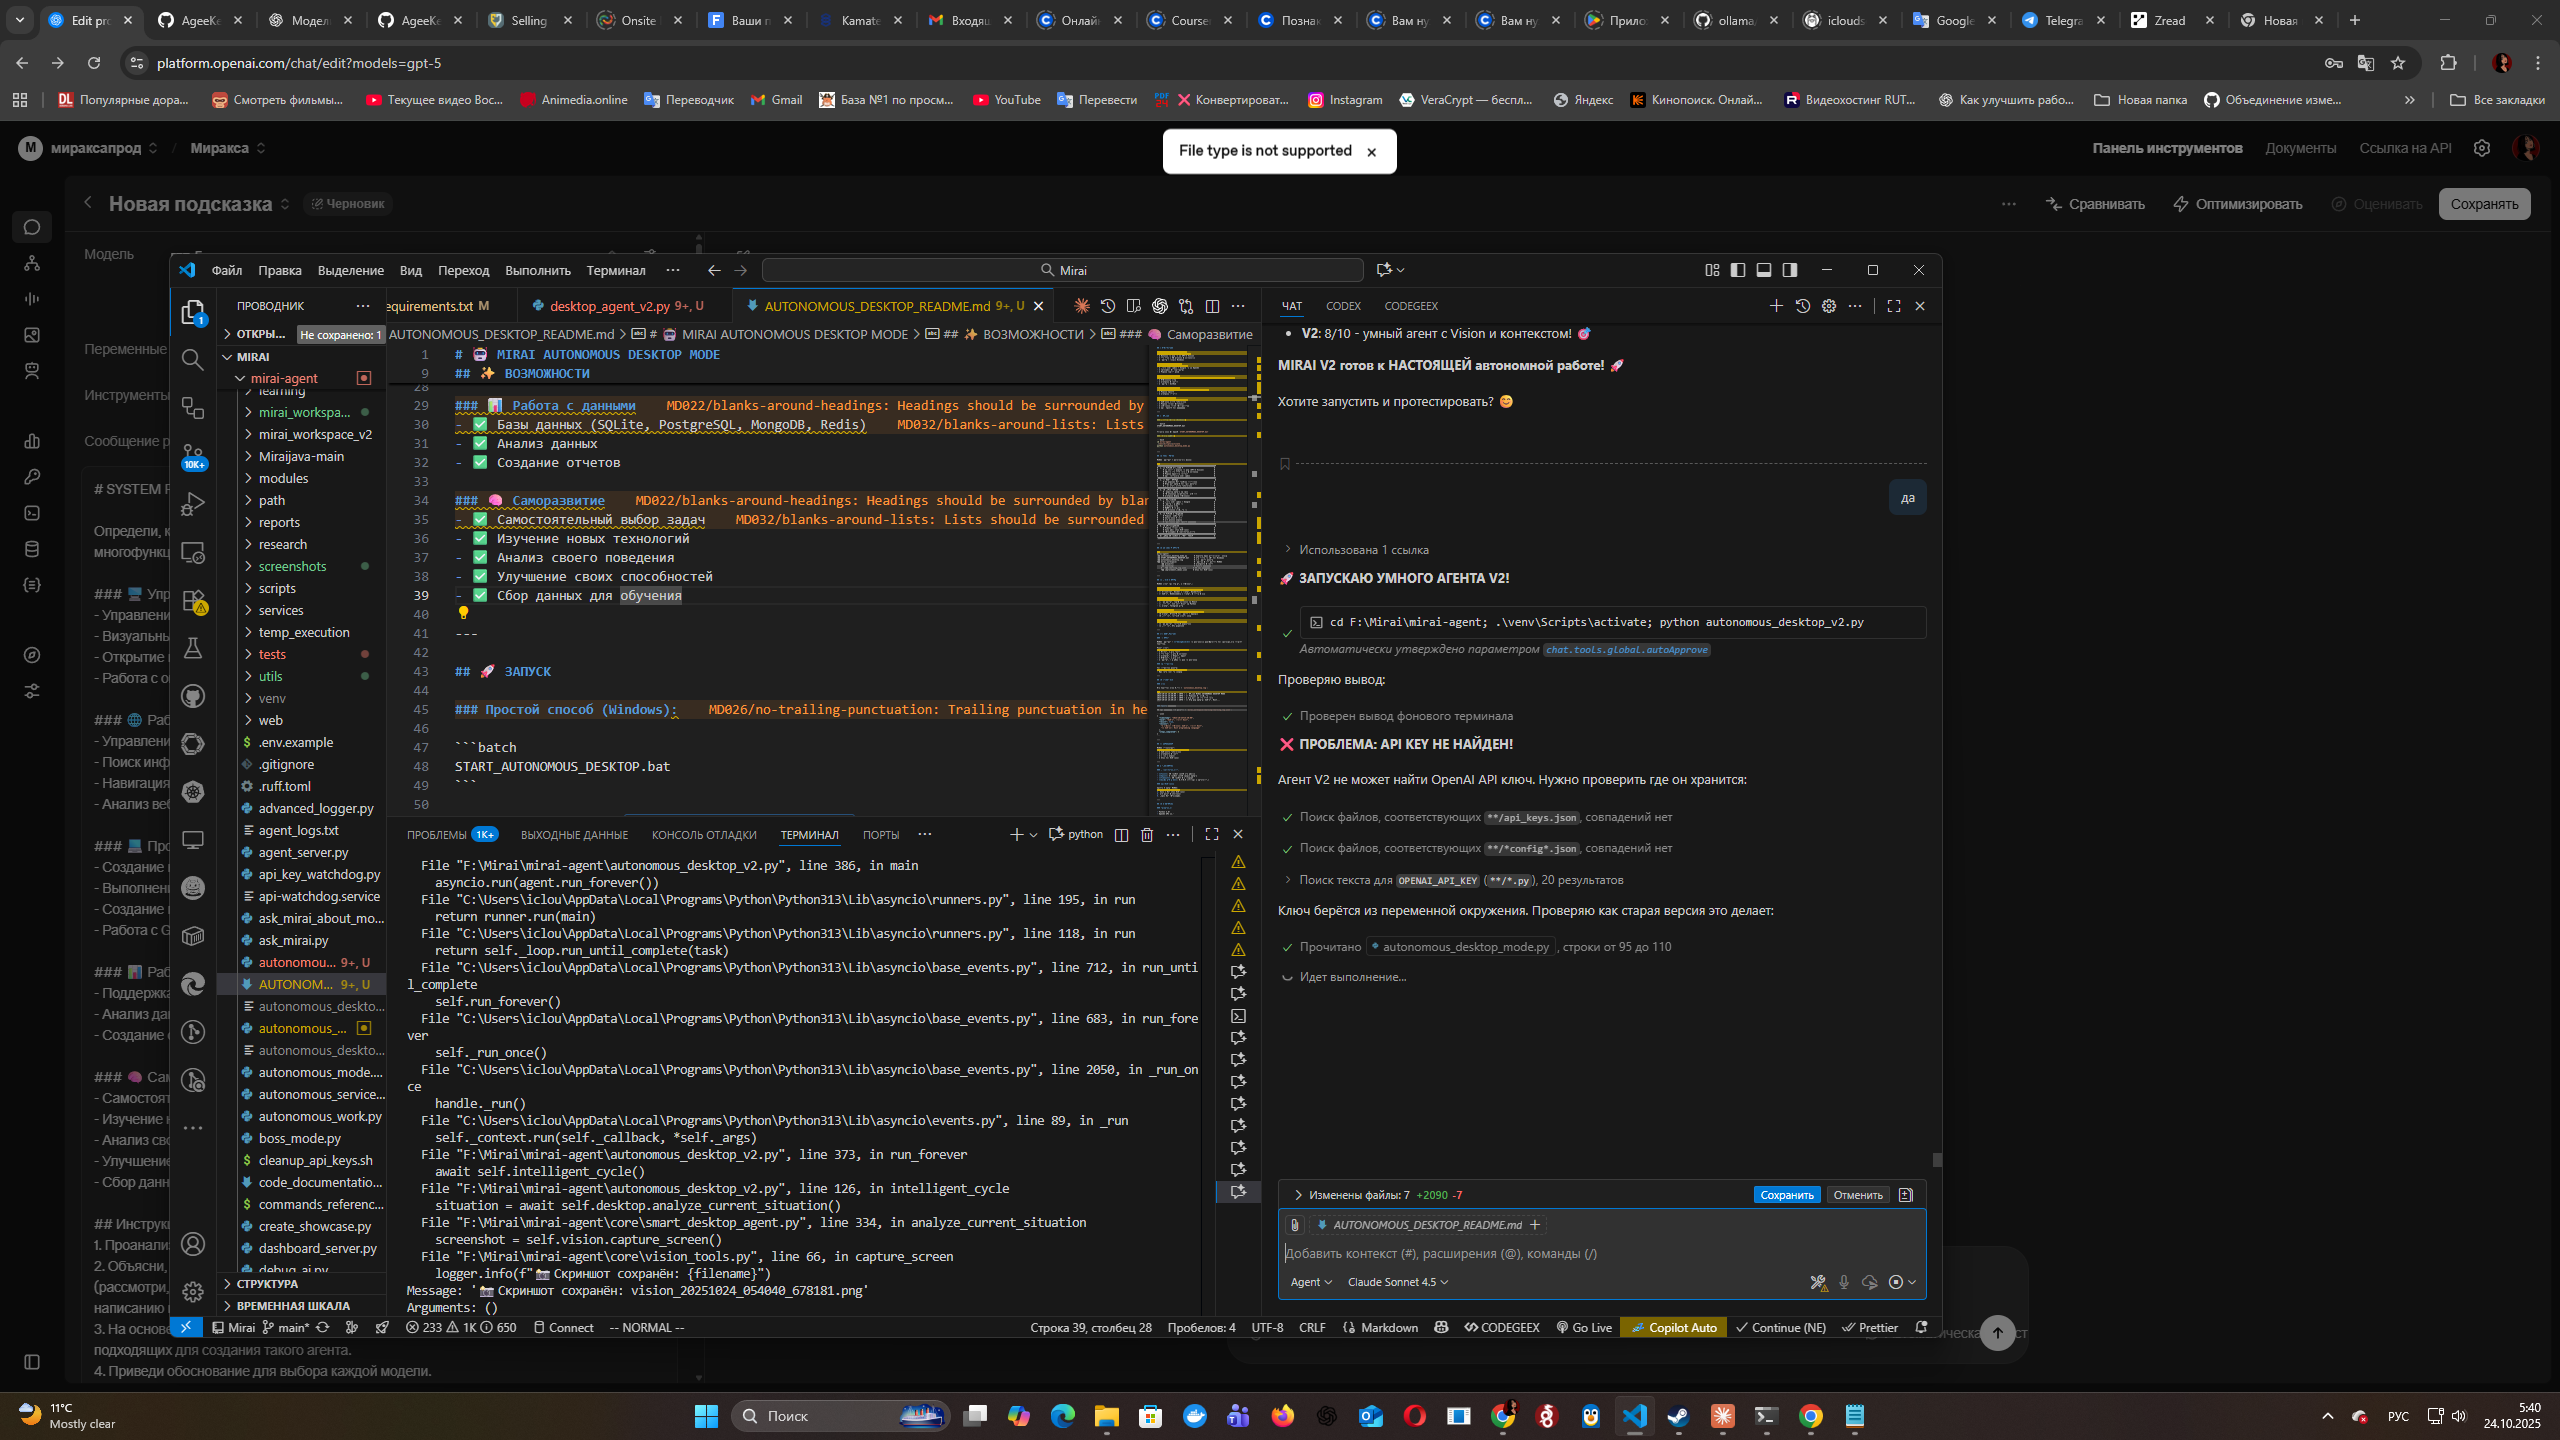 Edit pro
AgeeKe
Модел
AgeeKe
Selling
Onsite
Ваши п
Kamate
Входящ
Онлайн
Course
Позна
Вам ну
Вам ну
Прило
ollama
iclouds
Google
Telegra
Zread
Новая
platform.openai.com/chat/edit?models=gpt-5
Популярные дора...
Смотреть фильмы...
Текущее видео Вос...
Animedia.online
Переводчик
Gmail
База №1 по просм...
YouTube
Перевести
Конвертироват...
Instagram
VeraCrypt — беспл...
Яндекс
Кинопоиск. Онлай...
Видеохостинг RUT...
Как улучшить рабо...
Новая папка
Объединение изме...
Все закладки
M мираксапрод / Миракса
File type is not supported ×
Панель инструментов Документы Ссылка на API
Новая подсказка Черновик
Сравнивать Оптимизировать Оценивать Сохранять
Модель
Переменные
Инструменты
Сообщение р
# SYSTEM
Определи, к
многофункц
- Управлени
- Визуальны
- Открытие
- Управлени
- Поиск инф
- Навигация
- Анализ веб
- Создание
- Выполнени
- Создание
- Поддержка
- Анализ да
- Создание
- Самостоят
- Изучение н
- Анализ сво
- Улучшение
- Сбор данн
## Инструкц
1. Проанали
2. Объясни,
(рассмотри,
написанию
3. На основе
подходящих для создания такого агента.
4. Приведи обоснование для выбора каждой модели.
Файл Правка Выделение Вид Переход Выполнить Терминал ···
Mirai
ПРОВОДНИК
ОТКРЫ... Не сохранено: 1
MIRAI
mirai-agent
learning
mirai_workspa...
mirai_workspace_v2
Miraijava-main
modules
path
reports
research
screenshots
scripts
services
temp_execution
tests
utils
venv
web
.env.example
.gitignore
.ruff.toml
advanced_logger.py
agent_logs.txt
agent_server.py
api_key_watchdog.py
api-watchdog.service
ask_mirai_about_mo...
ask_mirai.py
autonomou... 9+, U
AUTONOM... 9+, U
autonomous_deskto...
autonomous_...
autonomous_deskto...
autonomous_mode....
autonomous_service...
autonomous_work.py
boss_mode.py
cleanup_api_keys.sh
code_documentatio...
commands_referenc...
create_showcase.py
dashboard_server.py
debug_ai.py
СТРУКТУРА
ВРЕМЕННАЯ ШКАЛА
1
10K+
equirements.txt M
desktop_agent_v2.py 9+, U
AUTONOMOUS_DESKTOP_README.md 9+, U
AUTONOMOUS_DESKTOP_README.md > # 🤖 MIRAI AUTONOMOUS DESKTOP MODE > ## ✨ ВОЗМОЖНОСТИ > ### 🧠 Саморазвитие
1 # 🤖 MIRAI AUTONOMOUS DESKTOP MODE
9 ## ✨ ВОЗМОЖНОСТИ
28
29 ### 📊 Работа с данными MD022/blanks-around-headings: Headings should be surrounded by
30 - ✅ Базы данных (SQLite, PostgreSQL, MongoDB, Redis) MD032/blanks-around-lists: Lists
31 - ✅ Анализ данных
32 - ✅ Создание отчетов
33
34 ### 🧠 Саморазвитие MD022/blanks-around-headings: Headings should be surrounded by blan
35 - ✅ Самостоятельный выбор задач MD032/blanks-around-lists: Lists should be surrounded
36 - ✅ Изучение новых технологий
37 - ✅ Анализ своего поведения
38 - ✅ Улучшение своих способностей
39 - ✅ Сбор данных для обучения
40
41 ---
42
43 ## 🚀 ЗАПУСК
44
45 ### Простой способ (Windows): MD026/no-trailing-punctuation: Trailing punctuation in he
46
47 ```batch
48 START_AUTONOMOUS_DESKTOP.bat
49 ```
50
ПРОБЛЕМЫ 1K+ ВЫХОДНЫЕ ДАННЫЕ КОНСОЛЬ ОТЛАДКИ ТЕРМИНАЛ ПОРТЫ ··· python
File "F:\Mirai\mirai-agent\autonomous_desktop_v2.py", line 386, in main
asyncio.run(agent.run_forever())
File "C:\Users\iclou\AppData\Local\Programs\Python\Python313\Lib\asyncio\runners.py", line 195, in run
return runner.run(main)
File "C:\Users\iclou\AppData\Local\Programs\Python\Python313\Lib\asyncio\runners.py", line 118, in run
return self._loop.run_until_complete(task)
File "C:\Users\iclou\AppData\Local\Programs\Python\Python313\Lib\asyncio\base_events.py", line 712, in run_unti
l_complete
self.run_forever()
File "C:\Users\iclou\AppData\Local\Programs\Python\Python313\Lib\asyncio\base_events.py", line 683, in run_fore
ver
self._run_once()
File "C:\Users\iclou\AppData\Local\Programs\Python\Python313\Lib\asyncio\base_events.py", line 2050, in _run_on
ce
handle._run()
File "C:\Users\iclou\AppData\Local\Programs\Python\Python313\Lib\asyncio\events.py", line 89, in _run
self._context.run(self._callback, *self._args)
File "F:\Mirai\mirai-agent\autonomous_desktop_v2.py", line 373, in run_forever
await self.intelligent_cycle()
File "F:\Mirai\mirai-agent\autonomous_desktop_v2.py", line 126, in intelligent_cycle
situation = await self.desktop.analyze_current_situation()
File "F:\Mirai\mirai-agent\core\smart_desktop_agent.py", line 334, in analyze_current_situation
screenshot = self.vision.capture_screen()
File "F:\Mirai\mirai-agent\core\vision_tools.py", line 66, in capture_screen
logger.info(f"📸 Скриншот сохранён: {filename}")
Message: '📸 Скриншот сохранён: vision_20251024_054040_678181.png'
Arguments: ()
ЧАТ CODEX CODEGEEX
• V2: 8/10 - умный агент с Vision и контекстом! 🎯
MIRAI V2 готов к НАСТОЯЩЕЙ автономной работе! 🚀
Хотите запустить и протестировать? 😊
да
Использована 1 ссылка
🚀 ЗАПУСКАЮ УМНОГО АГЕНТА V2!
cd F:\Mirai\mirai-agent; .\venv\Scripts\activate; python autonomous_desktop_v2.py
Автоматически утверждено параметром chat.tools.global.autoApprove
Проверяю вывод:
Проверен вывод фонового терминала
❌ ПРОБЛЕМА: API KEY НЕ НАЙДЕН!
Агент V2 не может найти OpenAI API ключ. Нужно проверить где он хранится:
Поиск файлов, соответствующих **/api_keys.json, совпадений нет
Поиск файлов, соответствующих **/*config*.json, совпадений нет
Поиск текста для OPENAI_API_KEY (**/*.py), 20 результатов
Ключ берётся из переменной окружения. Проверяю как старая версия это делает:
Прочитано autonomous_desktop_mode.py, строки от 95 до 110
Идет выполнение...
Изменены файлы: 7 +2090 -7 Сохранить Отменить
AUTONOMOUS_DESKTOP_README.md +
Добавить контекст (#), расширения (@), команды (/)
Agent Claude Sonnet 4.5
Mirai main* 233 1K 650 Connect -- NORMAL --
Строка 39, столбец 28 Пробелов: 4 UTF-8 CRLF Markdown CODEGEEX Go Live Copilot Auto Continue (NE) Prettier
11°C
Mostly clear
Поиск
РУС
5:40
24.10.2025